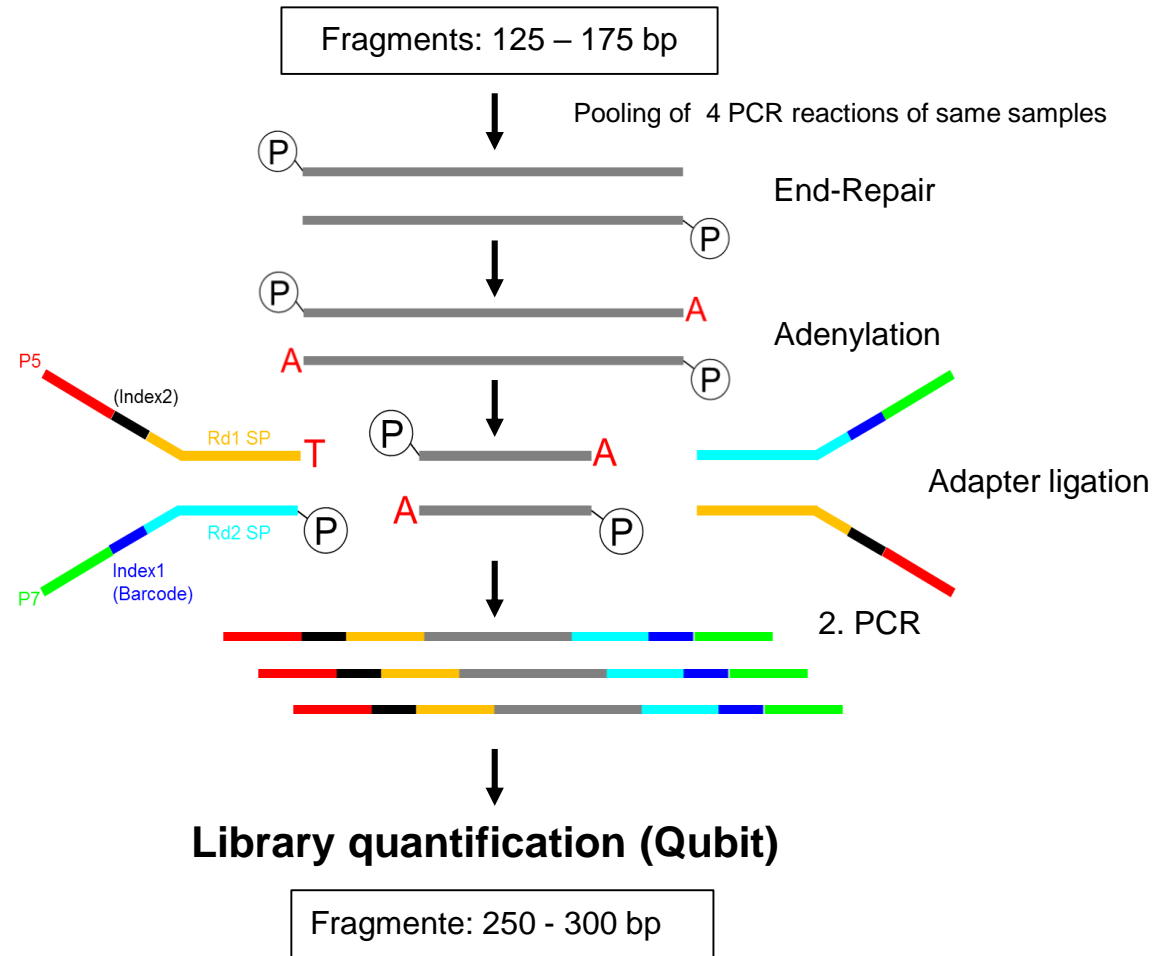 Fragments: 125 – 175 bp
Pooling of 4 PCR reactions of same samples
P
End-Repair
P
P
A
Adenylation
A
P
P5
(Index2)
Rd1 SP
T
P
A
Adapter ligation
Rd2 SP
P
A
P
Index1
(Barcode)
P7
2. PCR
Library quantification (Qubit)
Fragmente: 250 - 300 bp